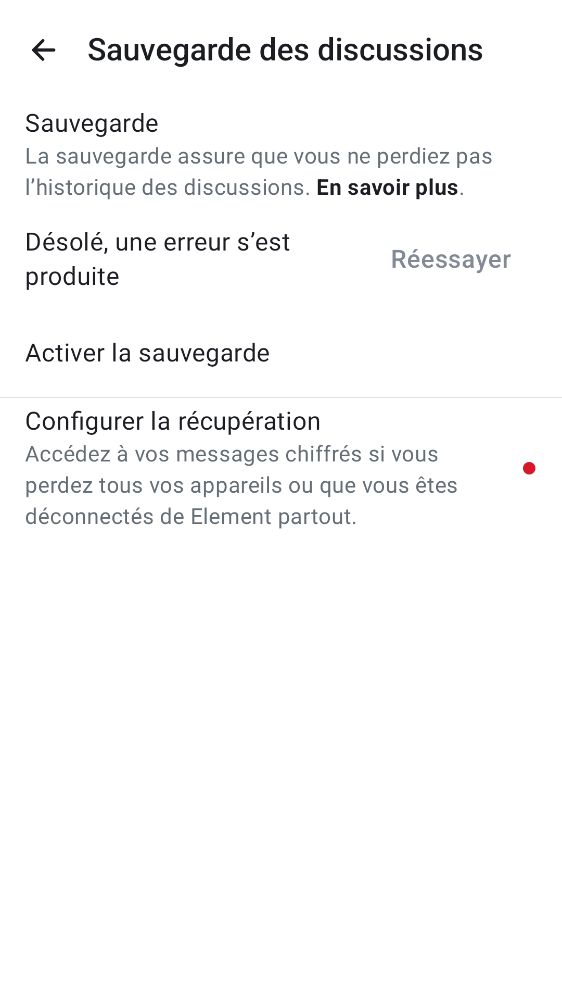 Sauvegarde des discussions
Sauvegarde
La sauvegarde assure que vous ne perdiez pas
l’historique des discussions. En savoir plus.
Désolé, une erreur s’est
produite
Réessayer
Activer la sauvegarde
Configurer la récupération
Accédez à vos messages chiffrés si vous
perdez tous vos appareils ou que vous êtes
déconnectés de Element partout.